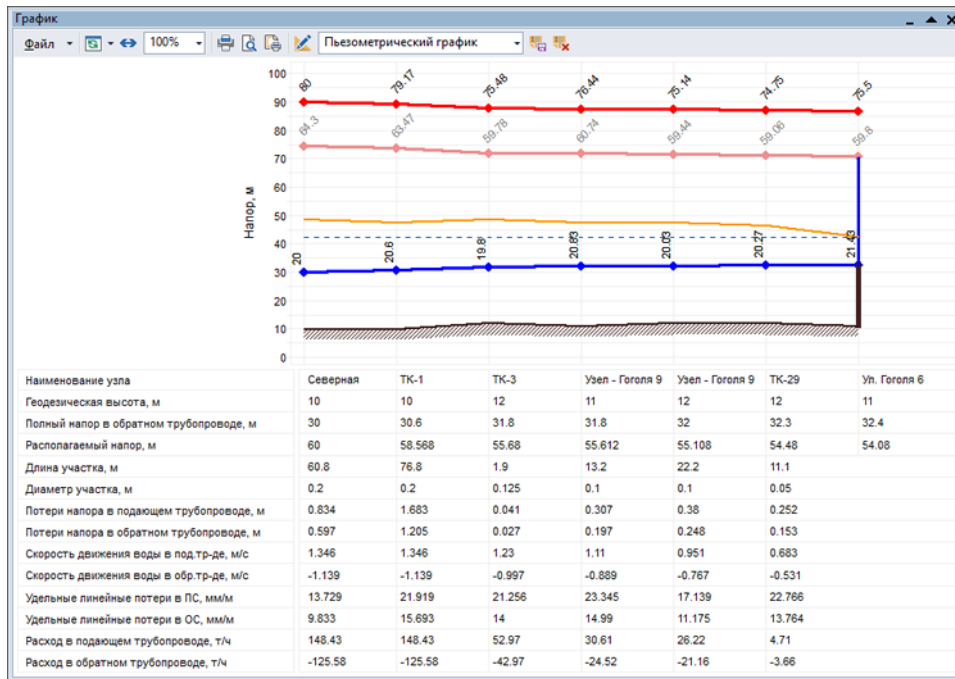 График
Файл 100% Пьезометрический график
Напор, м
100
90
80
70
60
50
40
30
20
10
0
80 79.17 75.48 76.44 75.14 74.75 75.5
64.3 63.47 59.78 60.74 59.44 59.06 59.8
20 20.6 19.8 20.83 20.03 20.27 21.43
Наименование узла Северная ТК-1 ТК-3 Узел - Гоголя 9 Узел - Гоголя 9 ТК-29 Ул. Гоголя 6
Геодезическая высота, м 10 10 12 11 12 12 11
Полный напор в обратном трубопроводе, м 30 30.6 31.8 31.8 32 32.3 32.4
Располагаемый напор, м 60 58.568 55.68 55.612 55.108 54.48 54.08
Длина участка, м 60.8 76.8 1.9 13.2 22.2 11.1
Диаметр участка, м 0.2 0.2 0.125 0.1 0.1 0.05
Потери напора в подающем трубопроводе, м 0.834 1.683 0.041 0.307 0.38 0.252
Потери напора в обратном трубопроводе, м 0.597 1.205 0.027 0.197 0.248 0.153
Скорость движения воды в под.тр-де, м/с 1.346 1.346 1.23 1.11 0.951 0.683
Скорость движения воды в обр.тр-де, м/с -1.139 -1.139 -0.997 -0.889 -0.767 -0.531
Удельные линейные потери в ПС, мм/м 13.729 21.919 21.256 23.345 17.139 22.766
Удельные линейные потери в ОС, мм/м 9.833 15.693 14 14.99 11.175 13.764
Расход в подающем трубопроводе, т/ч 148.43 148.43 52.97 30.61 26.22 4.71
Расход в обратном трубопроводе, т/ч -125.58 -125.58 -42.97 -24.52 -21.16 -3.66